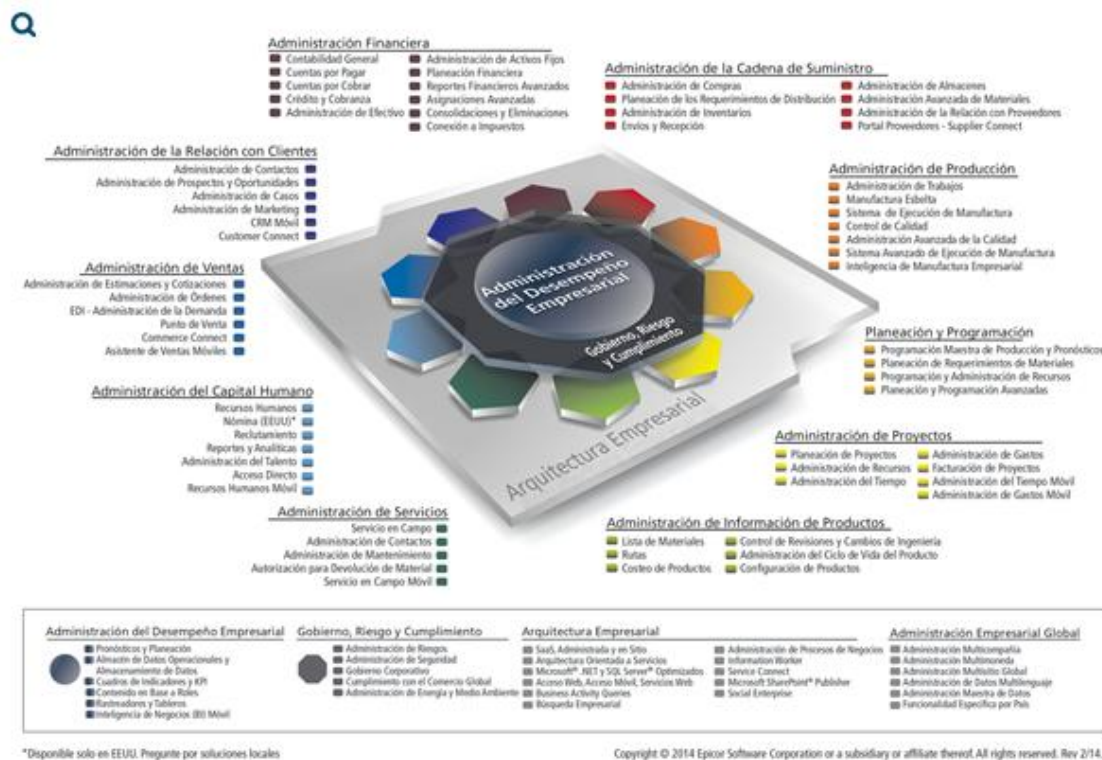 Administración Financiera
Contabilidad General
Cuentas por Pagar
Cuentas por Cobrar
Crédito y Cobranza
Administración de Efectivo
Administración de Activos Fijos
Planeación Financiera
Reportes Financieros Avanzados
Asignaciones Avanzadas
Consolidaciones y Eliminaciones
Conexión a Impuestos
Administración de la Cadena de Suministro
Administración de Compras
Planeación de los Requerimientos de Distribución
Administración de Inventarios
Envíos y Recepción
Administración de Almacenes
Administración Avanzada de Materiales
Administración de la Relación con Proveedores
Portal Proveedores - Supplier Connect
Administración de la Relación con Clientes
Administración de Contactos
Administración de Prospectos y Oportunidades
Administración de Casos
Administración de Marketing
CRM Móvil
Customer Connect
Administración de Producción
Administración de Trabajos
Manufactura Esbelta
Sistema de Ejecución de Manufactura
Control de Calidad
Administración Avanzada de la Calidad
Sistema Avanzado de Ejecución de Manufactura
Inteligencia de Manufactura Empresarial
Administración de Ventas
Administración de Estimaciones y Cotizaciones
Administración de Órdenes
EDI - Administración de la Demanda
Punto de Venta
Commerce Connect
Asistente de Ventas Móviles
Administración
del Desempeño
Empresarial
Gobierno, Riesgo
y Cumplimiento
Arquitectura Empresarial
Planeación y Programación
Programación Maestra de Producción y Pronósticos
Planeación de Requerimientos de Materiales
Programación y Administración de Recursos
Planeación y Programación Avanzadas
Administración del Capital Humano
Recursos Humanos
Nómina (EEUU)*
Reclutamiento
Reportes y Analíticas
Administración del Talento
Acceso Directo
Recursos Humanos Móvil
Administración de Proyectos
Planeación de Proyectos
Administración de Recursos
Administración del Tiempo
Administración de Gastos
Facturación de Proyectos
Administración del Tiempo Móvil
Administración de Gastos Móvil
Administración de Servicios
Servicio en Campo
Administración de Contactos
Administración de Mantenimiento
Autorización para Devolución de Material
Servicio en Campo Móvil
Administración de Información de Productos
Lista de Materiales
Rutas
Costeo de Productos
Control de Revisiones y Cambios de Ingeniería
Administración del Ciclo de Vida del Producto
Configuración de Productos
Administración del Desempeño Empresarial
Pronósticos y Planeación
Almacén de Datos Operacionales y
Almacenamiento de Datos
Cuadros de Indicadores y KPI
Contenido en Base a Roles
Rastreadores y Tableros
Inteligencia de Negocios (BI) Móvil
Gobierno, Riesgo y Cumplimiento
Administración de Riesgos
Administración de Seguridad
Gobierno Corporativo
Cumplimiento con el Comercio Global
Administración de Energía y Medio Ambiente
Arquitectura Empresarial
SaaS, Administrada y en Sitio
Arquitectura Orientada a Servicios
Microsoft® .NET y SQL Server® Optimizados
Acceso Web, Acceso Móvil, Servicios Web
Business Activity Queries
Búsqueda Empresarial
Administración de Procesos de Negocios
Information Worker
Service Connect
Microsoft SharePoint® Publisher
Social Enterprise
Administración Empresarial Global
Administración Multicompañía
Administración Multimoneda
Administración Multisitio Global
Administración de Datos Multilenguaje
Administración Maestra de Datos
Funcionalidad Específica por País
*Disponible solo en EEUU. Pregunte por soluciones locales
Copyright © 2014 Epicor Software Corporation or a subsidiary or affiliate thereof. All rights reserved. Rev 2/14.